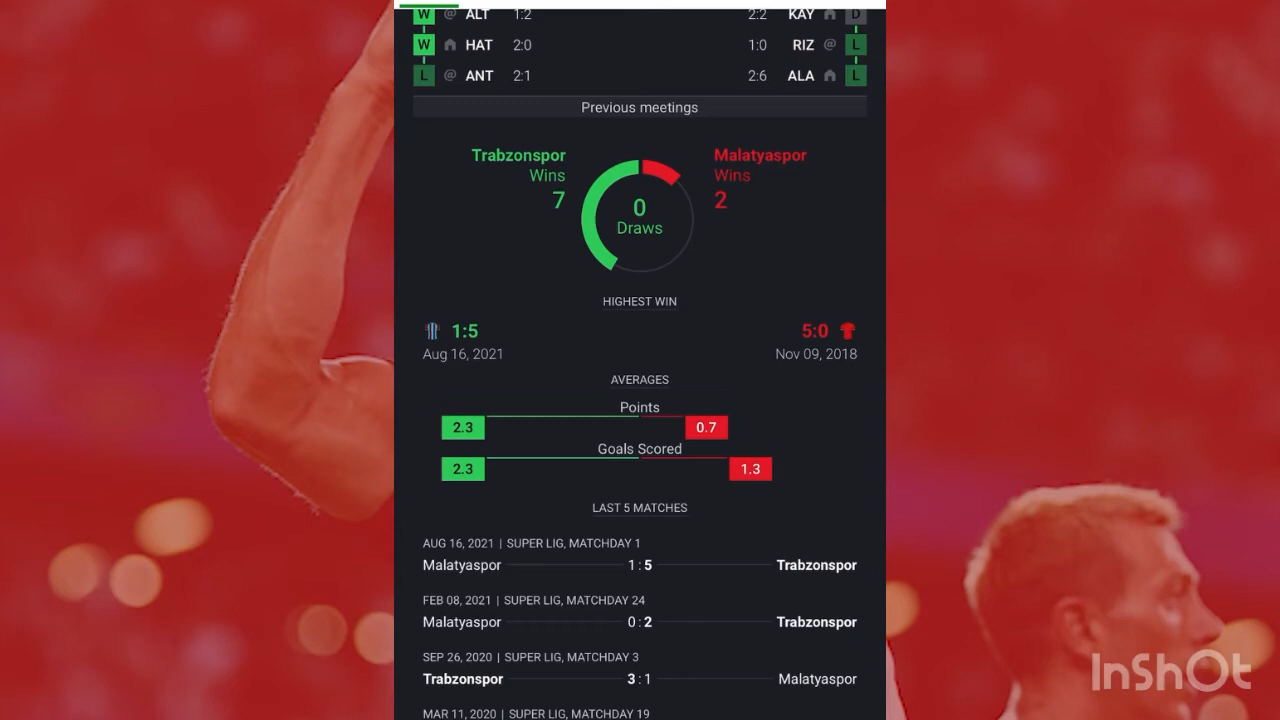 W @ ALT 1:2 2:2 KAY D
W HAT 2:0 1:0 RIZ @ L
L @ ANT 2:1 2:6 ALA L
Previous meetings
Trabzonspor Malatyaspor
Wins Wins
7 0 2
Draws
HIGHEST WIN
1:5 5:0
Aug 16, 2021 Nov 09, 2018
AVERAGES
Points
2.3 0.7
Goals Scored
2.3 1.3
LAST 5 MATCHES
AUG 16, 2021 | SUPER LIG, MATCHDAY 1
Malatyaspor 1:5 Trabzonspor
FEB 08, 2021 | SUPER LIG, MATCHDAY 24
Malatyaspor 0:2 Trabzonspor
SEP 26, 2020 | SUPER LIG, MATCHDAY 3
Trabzonspor 3:1 Malatyaspor
MAR 11, 2020 | SUPER LIG, MATCHDAY 19
InShOt